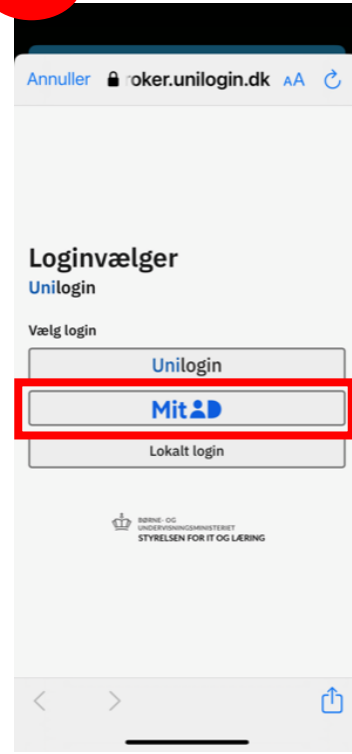 Annuller oker.unilogin.dk AA
Loginvælger
Unilogin
Vælg login
Unilogin
MitID
Lokalt login
BØRNE- OG
UNDERVISNINGSMINISTERIET
STYRELSEN FOR IT OG LÆRING